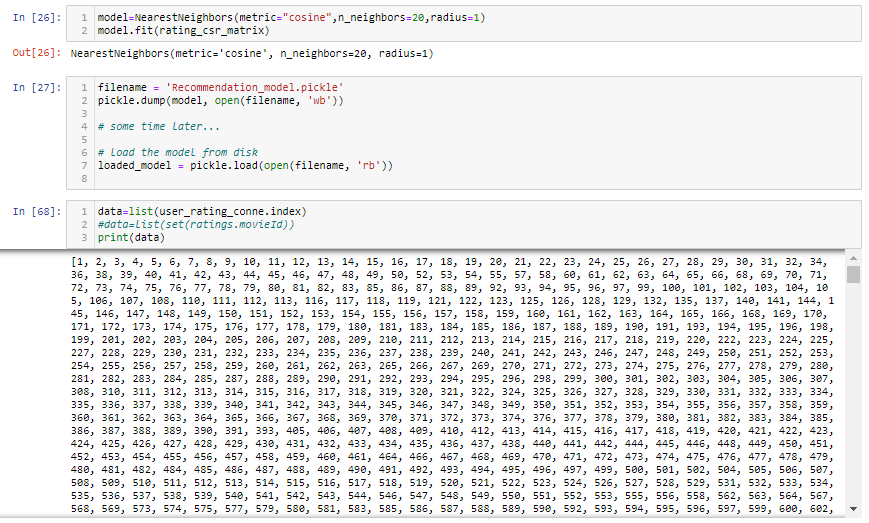 In [26]:
1 model=NearestNeighbors(metric="cosine",n_neighbors=20,radius=1)
2 model.fit(rating_csr_matrix)
Out[26]: NearestNeighbors(metric='cosine', n_neighbors=20, radius=1)
In [27]:
1 filename = 'Recommendation_model.pickle'
2 pickle.dump(model, open(filename, 'wb'))
3
4 # some time later...
5
6 # load the model from disk
7 loaded_model = pickle.load(open(filename, 'rb'))
8
In [68]:
1 data=list(user_rating_conne.index)
2 #data=list(set(ratings.movieId))
3 print(data)
[1, 2, 3, 4, 5, 6, 7, 8, 9, 10, 11, 12, 13, 14, 15, 16, 17, 18, 19, 20, 21, 22, 23, 24, 25, 26, 27, 28, 29, 30, 31, 32, 34,
36, 38, 39, 40, 41, 42, 43, 44, 45, 46, 47, 48, 49, 50, 52, 53, 54, 55, 57, 58, 60, 61, 62, 63, 64, 65, 66, 68, 69, 70, 71,
72, 73, 74, 75, 76, 77, 78, 79, 80, 81, 82, 83, 85, 86, 87, 88, 89, 92, 93, 94, 95, 96, 97, 99, 100, 101, 102, 103, 104, 10
5, 106, 107, 108, 110, 111, 112, 113, 116, 117, 118, 119, 121, 122, 123, 125, 126, 128, 129, 132, 135, 137, 140, 141, 144, 1
45, 146, 147, 148, 149, 150, 151, 152, 153, 154, 155, 156, 157, 158, 159, 160, 161, 162, 163, 164, 165, 166, 168, 169, 170,
171, 172, 173, 174, 175, 176, 177, 178, 179, 180, 181, 183, 184, 185, 186, 187, 188, 189, 190, 191, 193, 194, 195, 196, 198,
199, 201, 202, 203, 204, 205, 206, 207, 208, 209, 210, 211, 212, 213, 214, 215, 216, 217, 218, 219, 220, 222, 223, 224, 225,
227, 228, 229, 230, 231, 232, 233, 234, 235, 236, 237, 238, 239, 240, 241, 242, 243, 246, 247, 248, 249, 250, 251, 252, 253,
254, 255, 256, 257, 258, 259, 260, 261, 262, 263, 265, 266, 267, 269, 270, 271, 272, 273, 274, 275, 276, 277, 278, 279, 280,
281, 282, 283, 284, 285, 287, 288, 289, 290, 291, 292, 293, 294, 295, 296, 298, 299, 300, 301, 302, 303, 304, 305, 306, 307,
308, 310, 311, 312, 313, 314, 315, 316, 317, 318, 319, 320, 321, 322, 324, 325, 326, 327, 328, 329, 330, 331, 332, 333, 334,
335, 336, 337, 338, 339, 340, 341, 342, 343, 344, 345, 346, 347, 348, 349, 350, 351, 352, 353, 354, 355, 356, 357, 358, 359,
360, 361, 362, 363, 364, 365, 366, 367, 368, 369, 370, 371, 372, 373, 374, 376, 377, 378, 379, 380, 381, 382, 383, 384, 385,
386, 387, 388, 389, 390, 391, 393, 405, 406, 407, 408, 409, 410, 412, 413, 414, 415, 416, 417, 418, 419, 420, 421, 422, 423,
424, 425, 426, 427, 428, 429, 430, 431, 432, 433, 434, 435, 436, 437, 438, 440, 441, 442, 444, 445, 446, 448, 449, 450, 451,
452, 453, 454, 455, 456, 457, 458, 459, 460, 461, 464, 466, 467, 468, 469, 470, 471, 472, 473, 474, 475, 476, 477, 478, 479,
480, 481, 482, 484, 485, 486, 487, 488, 489, 490, 491, 492, 493, 494, 495, 496, 497, 499, 500, 501, 502, 504, 505, 506, 507,
508, 509, 510, 511, 512, 513, 514, 515, 516, 517, 518, 519, 520, 521, 522, 523, 524, 526, 527, 528, 529, 531, 532, 533, 534,
535, 536, 537, 538, 539, 540, 541, 542, 543, 544, 546, 547, 548, 549, 550, 551, 552, 553, 555, 556, 558, 562, 563, 564, 567,
568, 569, 573, 574, 575, 577, 579, 580, 581, 583, 585, 586, 587, 588, 589, 590, 592, 593, 594, 595, 596, 597, 599, 600, 602,